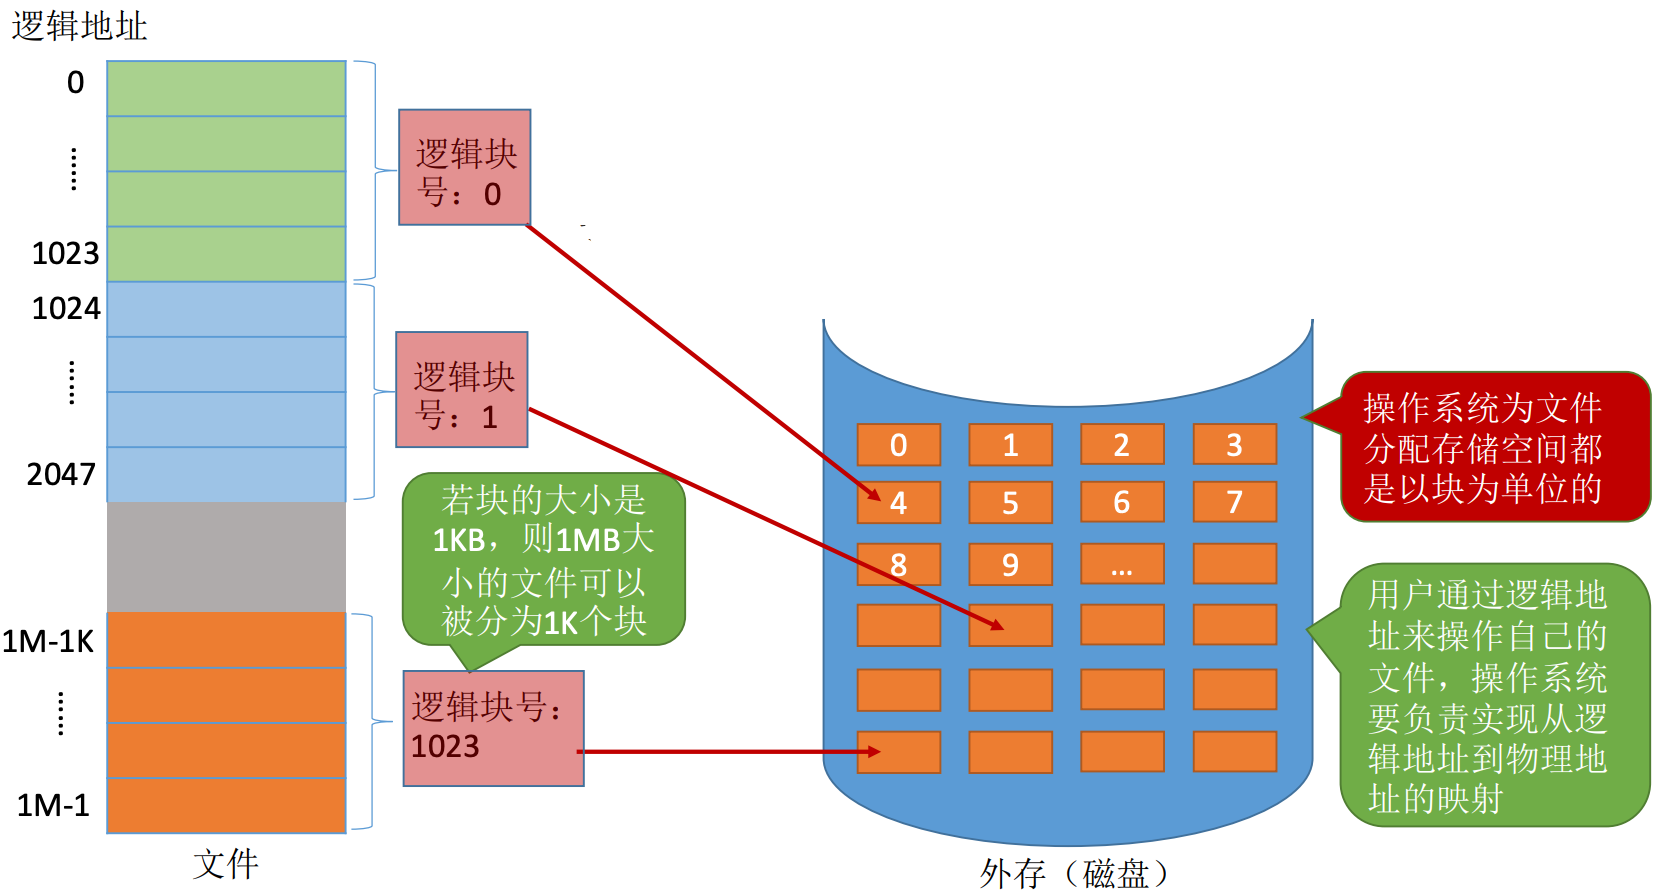 逻辑地址
0
……
1023
1024
……
2047
1M-1K
……
1M-1
文件
逻辑块
号：0
逻辑块
号：1
若块的大小是
1KB，则1MB大
小的文件可以
被分为1K个块
逻辑块号：
1023
0 1 2 3
4 5 6 7
8 9 ...
外存（磁盘）
操作系统为文件
分配存储空间都
是以块为单位的
用户通过逻辑地
址来操作自己的
文件，操作系统
要负责实现从逻
辑地址到物理地
址的映射